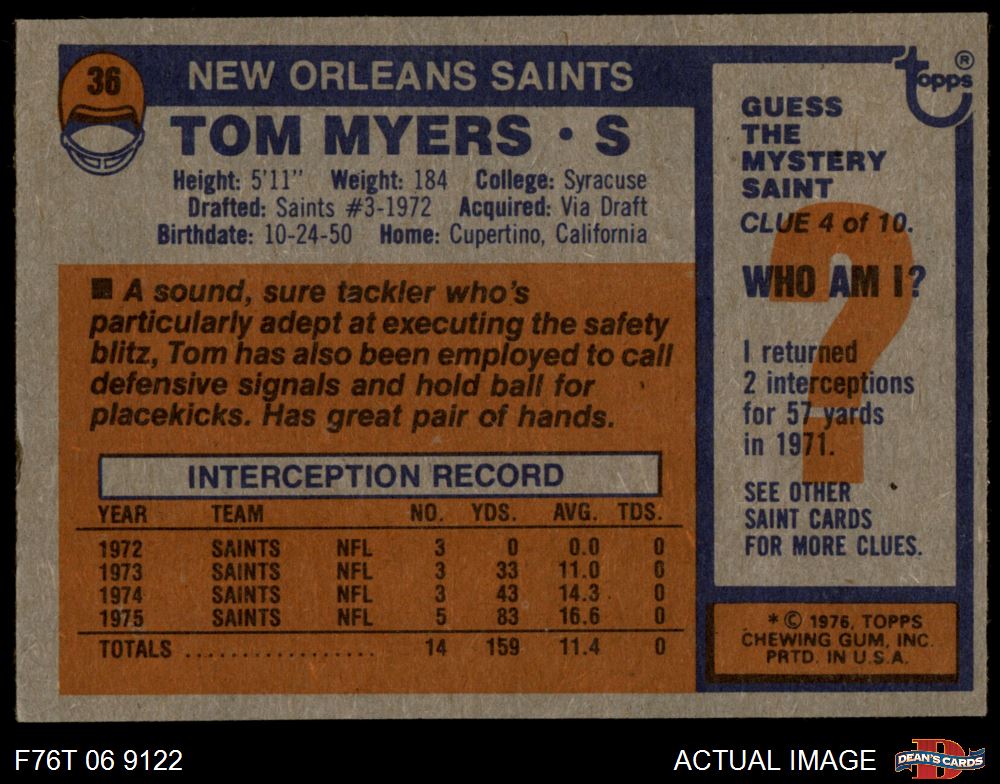 36
NEW ORLEANS SAINTS
TOM MYERS · S
Height: 5'11" Weight: 184 College: Syracuse
Drafted: Saints #3-1972 Acquired: Via Draft
Birthdate: 10-24-50 Home: Cupertino, California
■ A sound, sure tackler who's
particularly adept at executing the safety
blitz, Tom has also been employed to call
defensive signals and hold ball for
placekicks. Has great pair of hands.
INTERCEPTION RECORD
YEAR TEAM NO. YDS. AVG. TDS.
1972 SAINTS NFL 3 0 0.0 0
1973 SAINTS NFL 3 33 11.0 0
1974 SAINTS NFL 3 43 14.3 0
1975 SAINTS NFL 5 83 16.6 0
TOTALS .................. 14 159 11.4 0
topps®
GUESS
THE
MYSTERY
SAINT
CLUE 4 of 10.
WHO AM I?
I returned
2 interceptions
for 57 yards
in 1971.
SEE OTHER
SAINT CARDS
FOR MORE CLUES.
* © 1976, TOPPS
CHEWING GUM, INC.
PRTD. IN U.S.A.
F76T 06 9122
ACTUAL IMAGE
DEAN'S CARDS